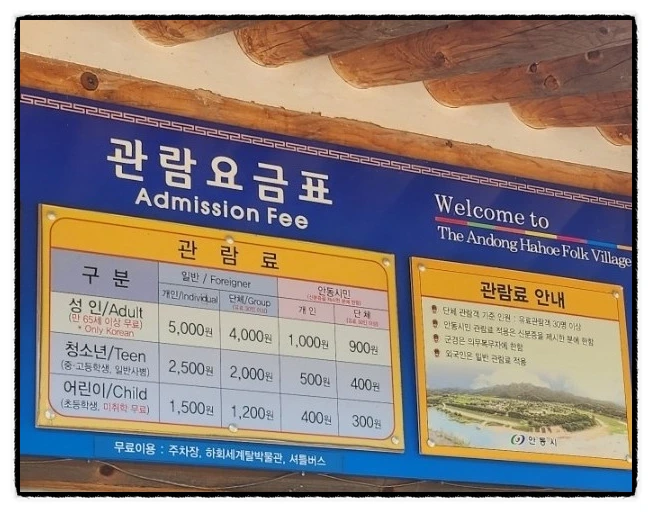 관람요금표
Admission Fee
Welcome to
The Andong Hahoe Folk Village
관 람 료
구 분
일반 / Foreigner
안동시민
(신분증을 제시한 분에 한함)
개인/Individual
단체/Group
개 인
단 체
성 인/Adult
(만 65세 이상 무료)
* Only Korean
5,000원
4,000원
1,000원
900원
청소년/Teen
(중·고등학생, 일반사병)
2,500원
2,000원
500원
400원
어린이/Child
(초등학생, 미취학 무료)
1,500원
1,200원
400원
300원
관람료 안내
단체 관람객 기준 인원 : 유료관람객 30명 이상
안동시민 관람료 적용은 신분증을 제시한 분에 한함
군경은 의무복무자에 한함
외국인은 일반 관람료 적용
안동시
무료이용 : 주차장, 하회세계탈박물관, 셔틀버스